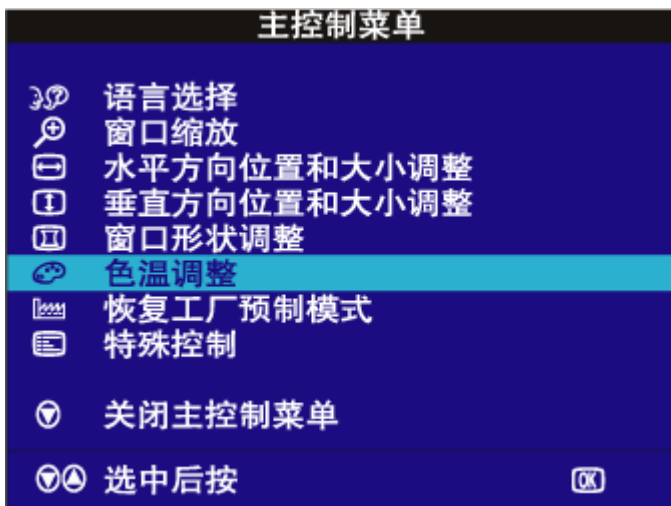 主控制菜单
语言选择
窗口缩放
水平方向位置和大小调整
垂直方向位置和大小调整
窗口形状调整
色温调整
恢复工厂预制模式
特殊控制
关闭主控制菜单
选中后按 OK